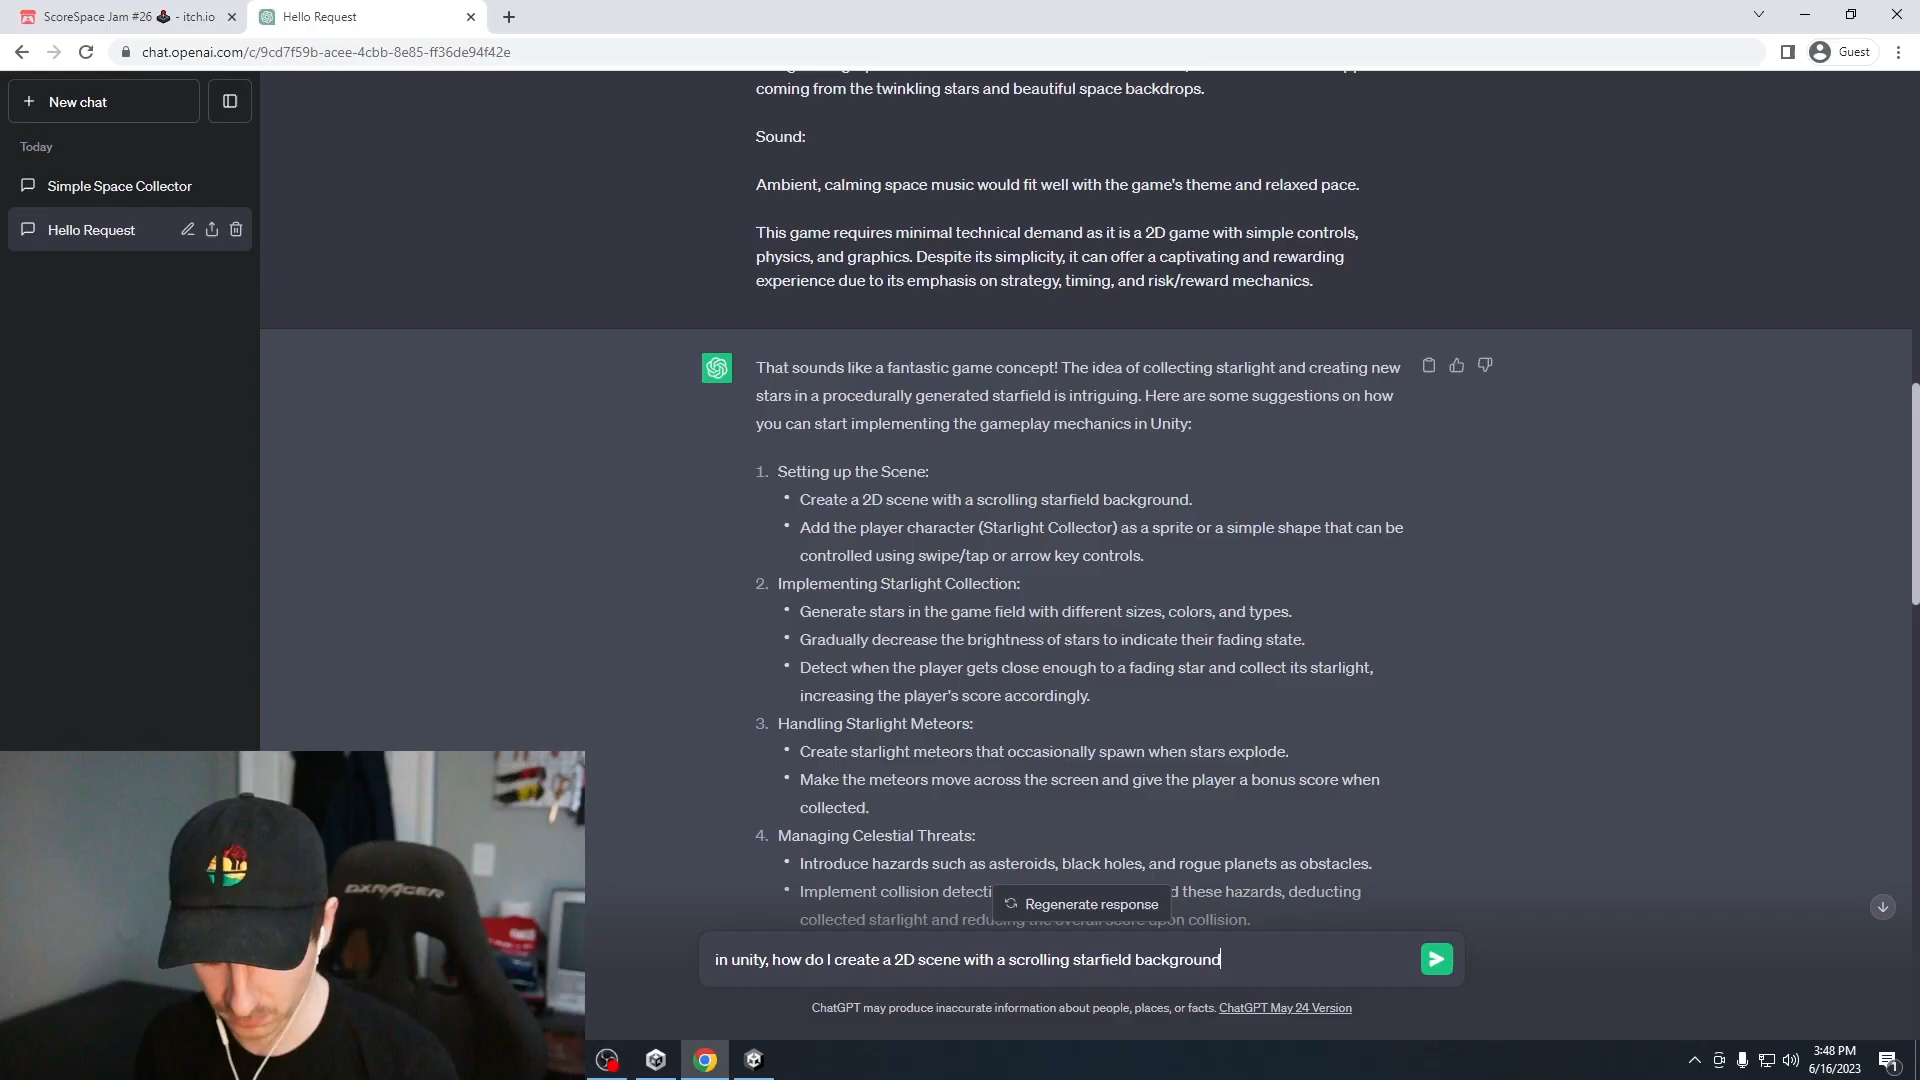 ScoreSpace Jam #26 - itch.io
Hello Request
chat.openai.com/c/9cd7f59b-acee-4cbb-8e85-ff36de94f42e
Guest
New chat
Today
Simple Space Collector
Hello Request
coming from the twinkling stars and beautiful space backdrops.
Sound:
Ambient, calming space music would fit well with the game's theme and relaxed pace.
This game requires minimal technical demand as it is a 2D game with simple controls,
physics, and graphics. Despite its simplicity, it can offer a captivating and rewarding
experience due to its emphasis on strategy, timing, and risk/reward mechanics.
That sounds like a fantastic game concept! The idea of collecting starlight and creating new
stars in a procedurally generated starfield is intriguing. Here are some suggestions on how
you can start implementing the gameplay mechanics in Unity:
1. Setting up the Scene:
• Create a 2D scene with a scrolling starfield background.
• Add the player character (Starlight Collector) as a sprite or a simple shape that can be
controlled using swipe/tap or arrow key controls.
2. Implementing Starlight Collection:
• Generate stars in the game field with different sizes, colors, and types.
• Gradually decrease the brightness of stars to indicate their fading state.
• Detect when the player gets close enough to a fading star and collect its starlight,
increasing the player's score accordingly.
3. Handling Starlight Meteors:
• Create starlight meteors that occasionally spawn when stars explode.
• Make the meteors move across the screen and give the player a bonus score when
collected.
4. Managing Celestial Threats:
• Introduce hazards such as asteroids, black holes, and rogue planets as obstacles.
• Implement collision detecti d these hazards, deducting
Regenerate response
collected starlight and reducing the overall score upon collision.
in unity, how do I create a 2D scene with a scrolling starfield background
ChatGPT may produce inaccurate information about people, places, or facts. ChatGPT May 24 Version
DXRACER
3:48 PM
6/16/2023
1